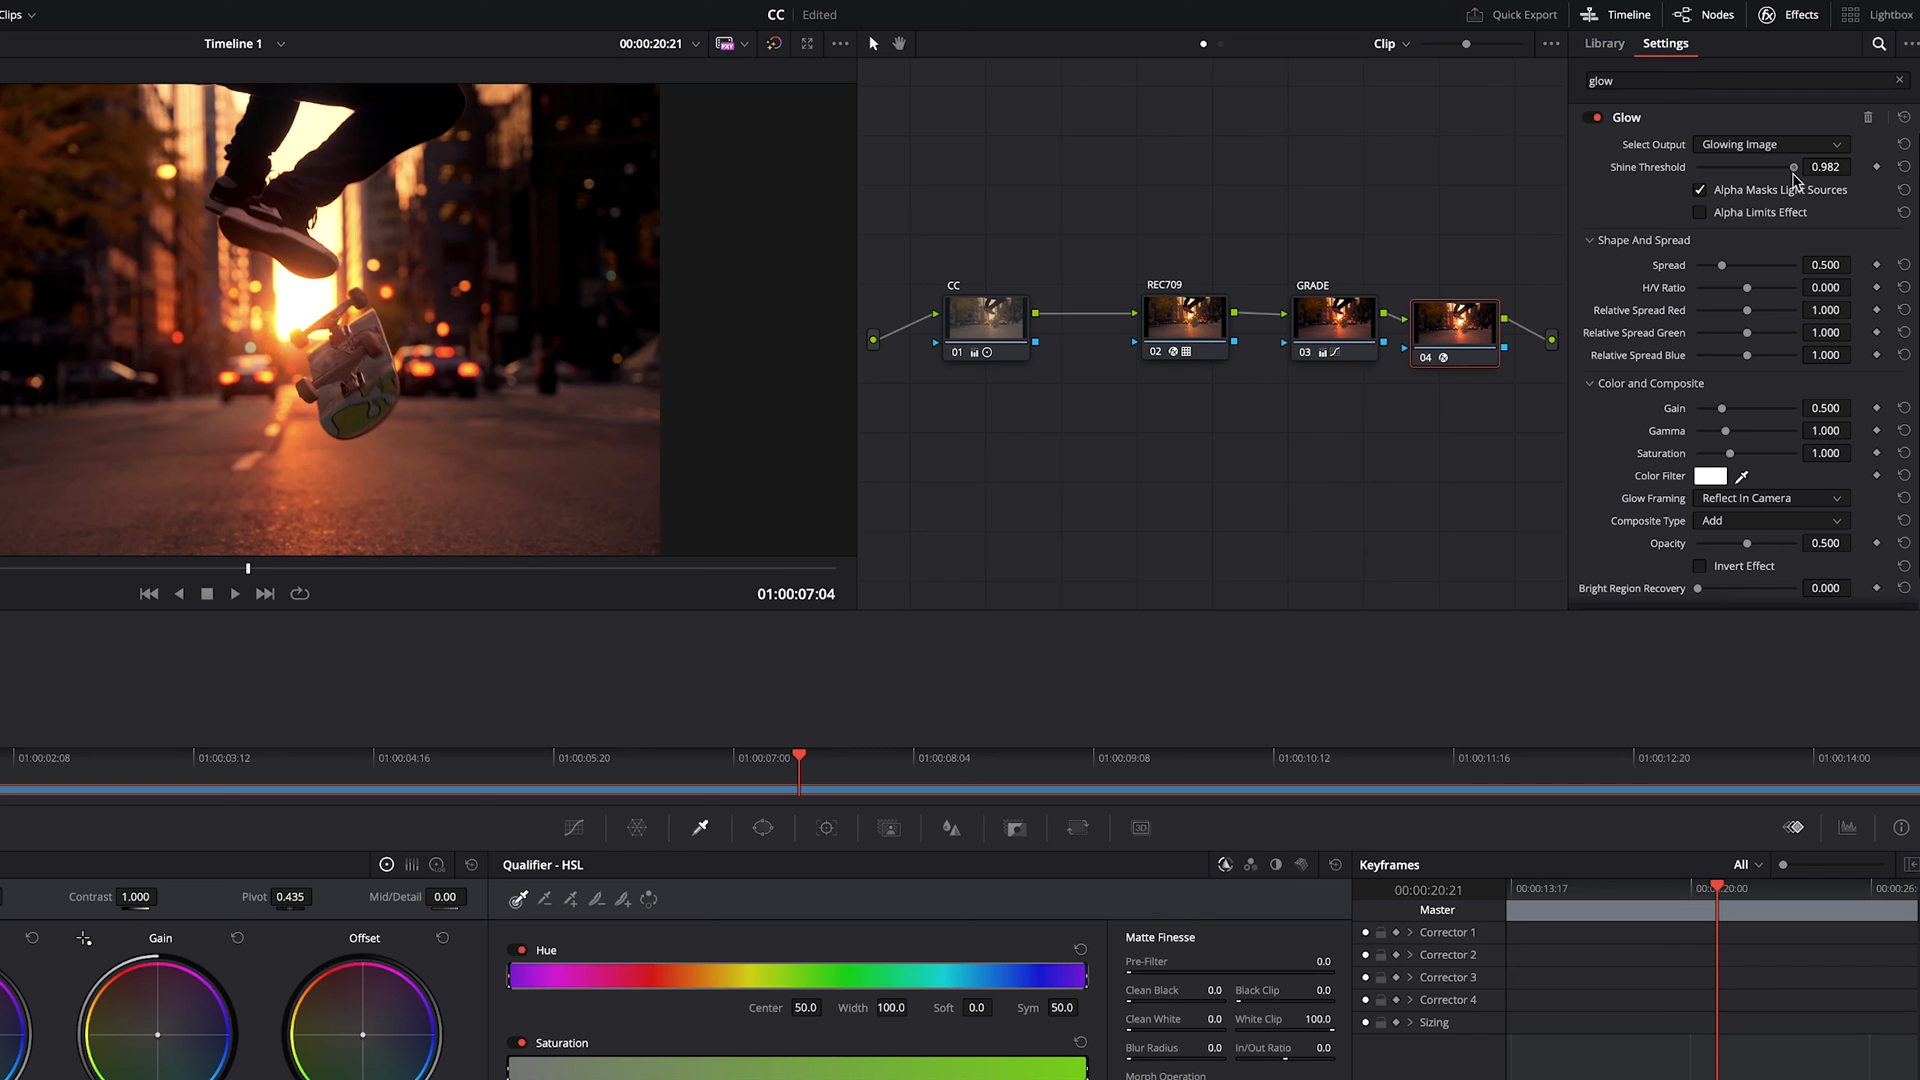 Clips
CC Edited
Quick Export
Timeline
Nodes
Effects
Lightbox
Timeline 1
00:00:20:21
Clip
Library
Settings
glow
Glow
Select Output Glowing Image
Shine Threshold 0.982
Alpha Masks Light Sources
Alpha Limits Effect
Shape And Spread
Spread 0.500
H/V Ratio 0.000
Relative Spread Red 1.000
Relative Spread Green 1.000
Relative Spread Blue 1.000
Color and Composite
Gain 0.500
Gamma 1.000
Saturation 1.000
Color Filter
Glow Framing Reflect In Camera
Composite Type Add
Opacity 0.500
Invert Effect
Bright Region Recovery 0.000
CC
REC709
GRADE
01
02
03
04
01:00:07:04
01:00:02:08
01:00:03:12
01:00:04:16
01:00:05:20
01:00:07:00
01:00:08:04
01:00:09:08
01:00:10:12
01:00:11:16
01:00:12:20
01:00:14:00
3D
Contrast 1.000
Pivot 0.435
Mid/Detail 0.00
Gain
Offset
Qualifier - HSL
Hue
Center 50.0
Width 100.0
Soft 0.0
Sym 50.0
Saturation
Matte Finesse
Pre-Filter 0.0
Clean Black 0.0
Black Clip 0.0
Clean White 0.0
White Clip 100.0
Blur Radius 0.0
In/Out Ratio 0.0
Morph Operation
Keyframes
All
00:00:20:21
00:00:13:17
20:00
00:00:26:
Master
Corrector 1
Corrector 2
Corrector 3
Corrector 4
Sizing